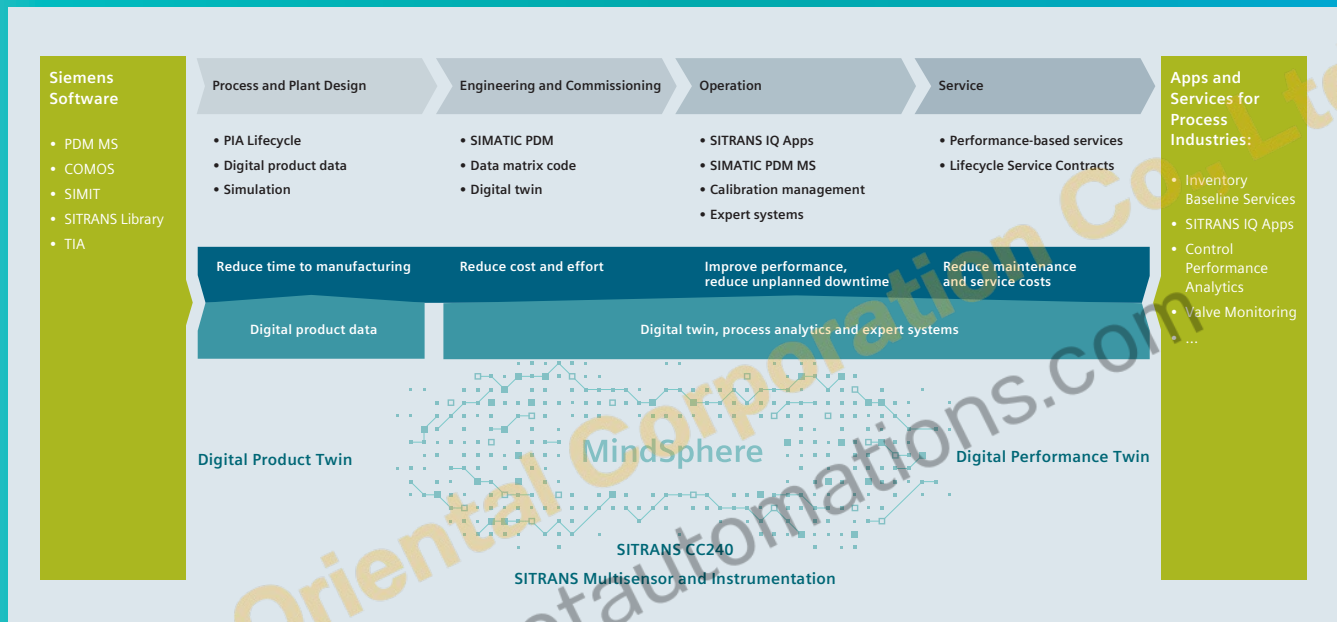 Siemens
Software
• PDM MS
• COMOS
• SIMIT
• SITRANS Library
• TIA
Process and Plant Design
• PIA Lifecycle
• Digital product data
• Simulation
Engineering and Commissioning
• SIMATIC PDM
• Data matrix code
• Digital twin
Operation
• SITRANS IQ Apps
• SIMATIC PDM MS
• Calibration management
• Expert systems
Service
• Performance-based services
• Lifecycle Service Contracts
Reduce time to manufacturing
Reduce cost and effort
Improve performance,
reduce unplanned downtime
Reduce maintenance
and service costs
Digital product data
Digital twin, process analytics and expert systems
Digital Product Twin
MindSphere
Digital Performance Twin
SITRANS CC240
SITRANS Multisensor and Instrumentation
Apps and
Services for
Process
Industries:
• Inventory
Baseline Services
• SITRANS IQ Apps
• Control
Performance
Analytics
• Valve Monitoring
• ...
Oriental Corporation Co., Ltd
tautomations.com